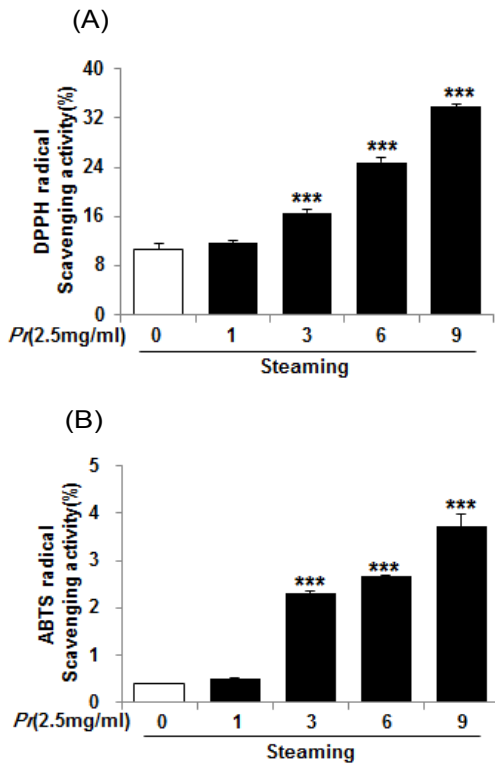 (A)
DPPH radical
Scavenging activity(%)
40
32
24
16
8
0
***
***
***
Pr(2.5mg/ml) 0 1 3 6 9
Steaming
(B)
ABTS radical
Scavenging activity(%)
5
4
3
2
1
0
***
***
***
Pr(2.5mg/ml) 0 1 3 6 9
Steaming